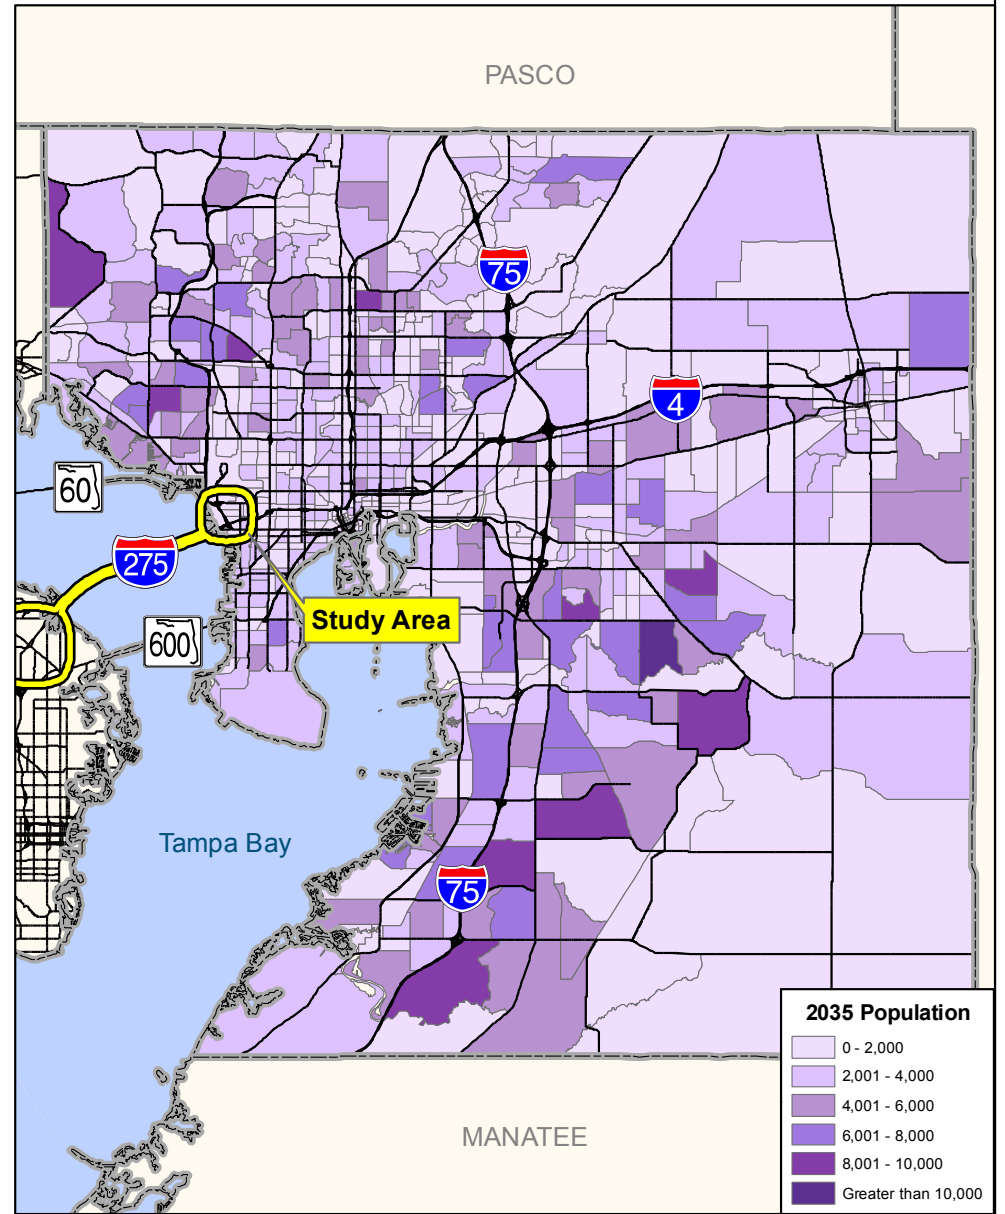 PASCO
75
4
60
275
600
Study Area
Tampa Bay
75
MANATEE
2035 Population
0 - 2,000
2,001 - 4,000
4,001 - 6,000
6,001 - 8,000
8,001 - 10,000
Greater than 10,000